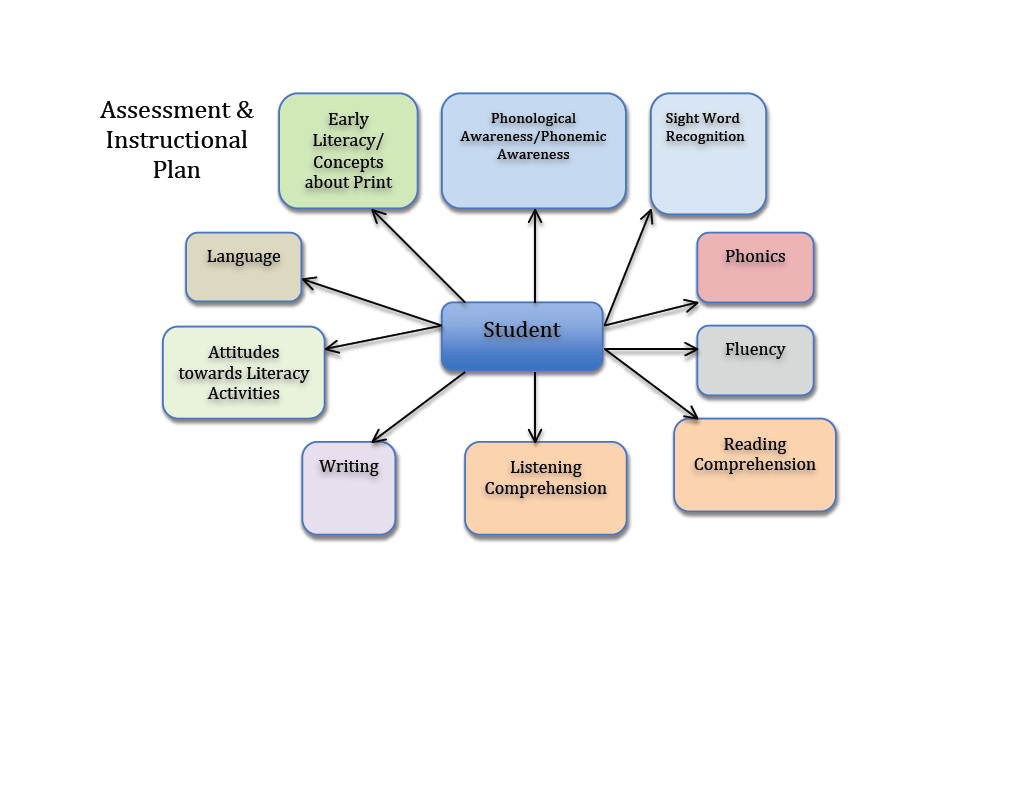 Assessment &
Instructional
Plan
Early
Literacy/
Concepts
about Print
Phonological
Awareness/Phonemic
Awareness
Sight Word
Recognition
Language
Phonics
Student
Attitudes
towards Literacy
Activities
Fluency
Writing
Listening
Comprehension
Reading
Comprehension